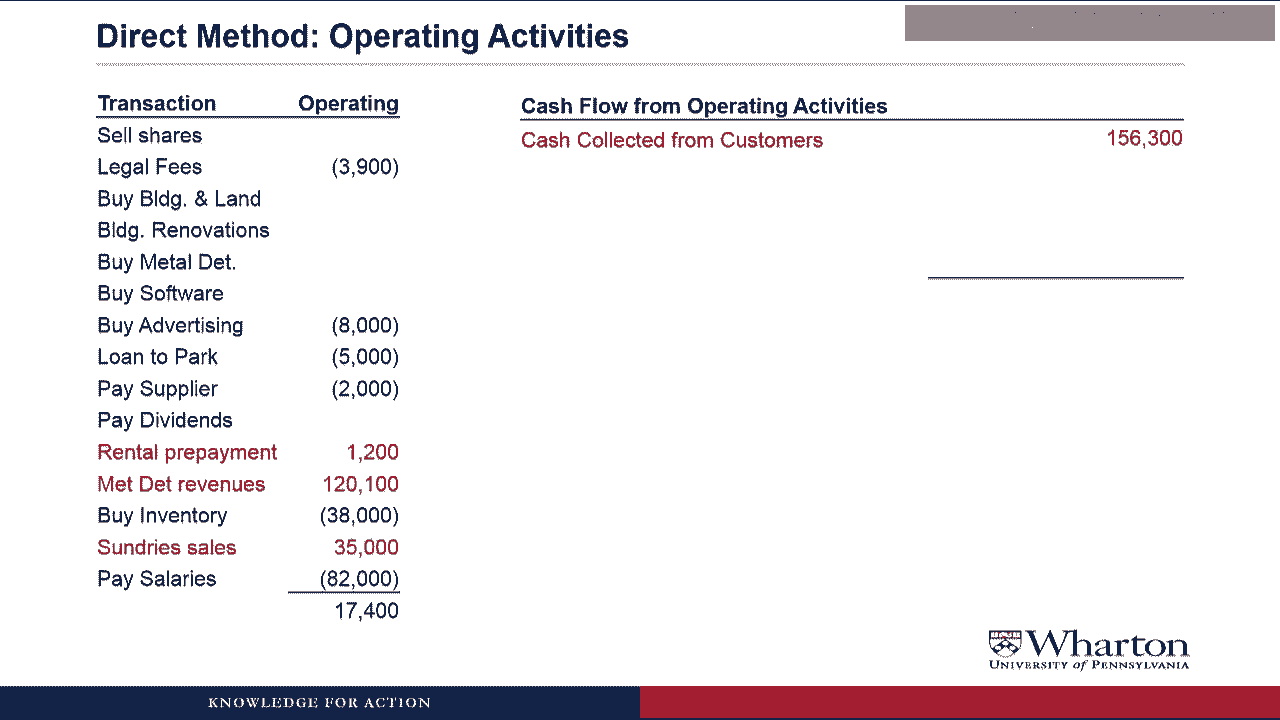 Direct Method: Operating Activities
Transaction Operating
Sell shares
Legal Fees (3,900)
Buy Bldg. & Land
Bldg. Renovations
Buy Metal Det.
Buy Software
Buy Advertising (8,000)
Loan to Park (5,000)
Pay Supplier (2,000)
Pay Dividends
Rental prepayment 1,200
Met Det revenues 120,100
Buy Inventory (38,000)
Sundries sales 35,000
Pay Salaries (82,000)
17,400
Cash Flow from Operating Activities
Cash Collected from Customers 156,300
Wharton
UNIVERSITY of PENNSYLVANIA
KNOWLEDGE FOR ACTION